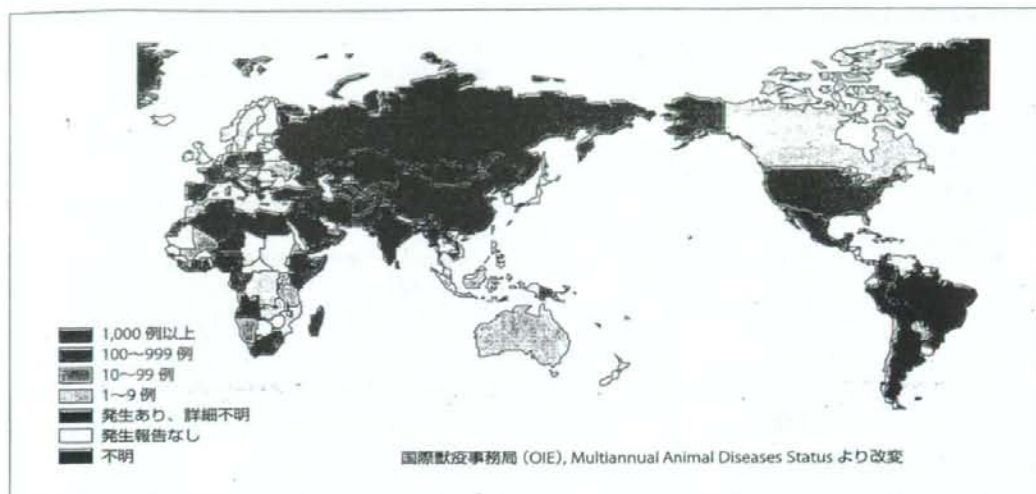 1,000 例以上
100～999 例
10～99 例
1～9 例
発生あり、詳細不明
発生報告なし
不明
国際獣疫事務局 (OIE), Multiannual Animal Diseases Status より改変